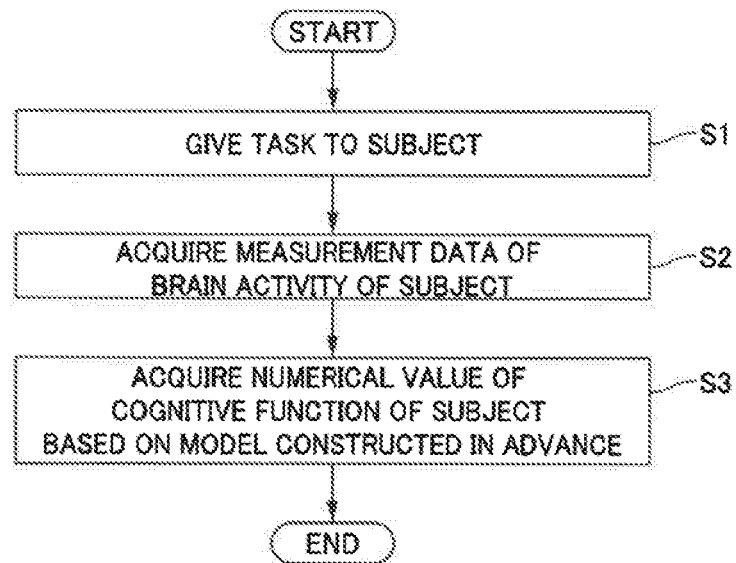 START
GIVE TASK TO SUBJECT
S1
ACQUIRE MEASUREMENT DATA OF
BRAIN ACTIVITY OF SUBJECT
S2
ACQUIRE NUMERICAL VALUE OF
COGNITIVE FUNCTION OF SUBJECT
BASED ON MODEL CONSTRUCTED IN ADVANCE
S3
END